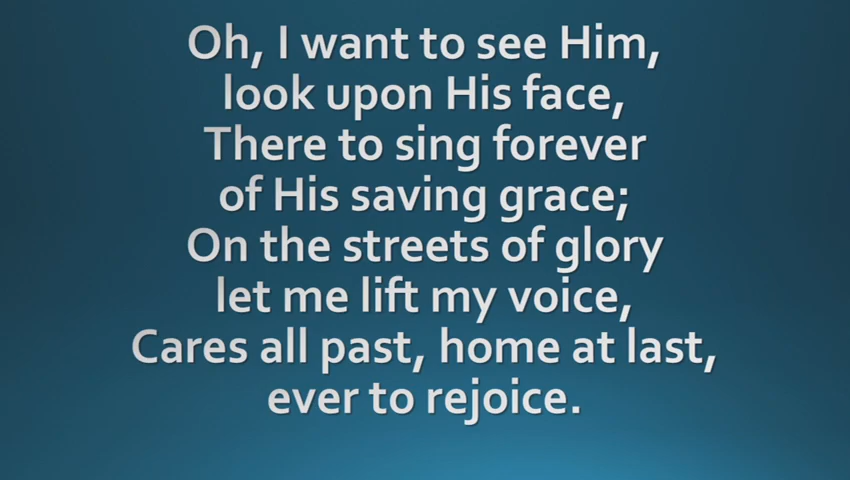 Oh, I want to see Him,
look upon His face,
There to sing forever
of His saving grace;
On the streets of glory
let me lift my voice,
Cares all past, home at last,
ever to rejoice.